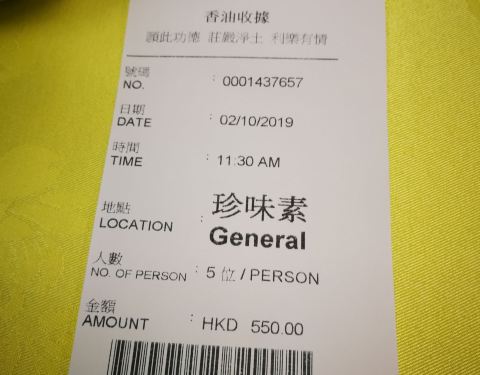 香油收據
願此功德 莊嚴淨土 利樂有情
號碼
NO. : 0001437657
日期
DATE : 02/10/2019
時間
TIME : 11:30 AM
地點
LOCATION : 珍味素
General
人數
NO. OF PERSON : 5 位 / PERSON
金額
AMOUNT : HKD 550.00